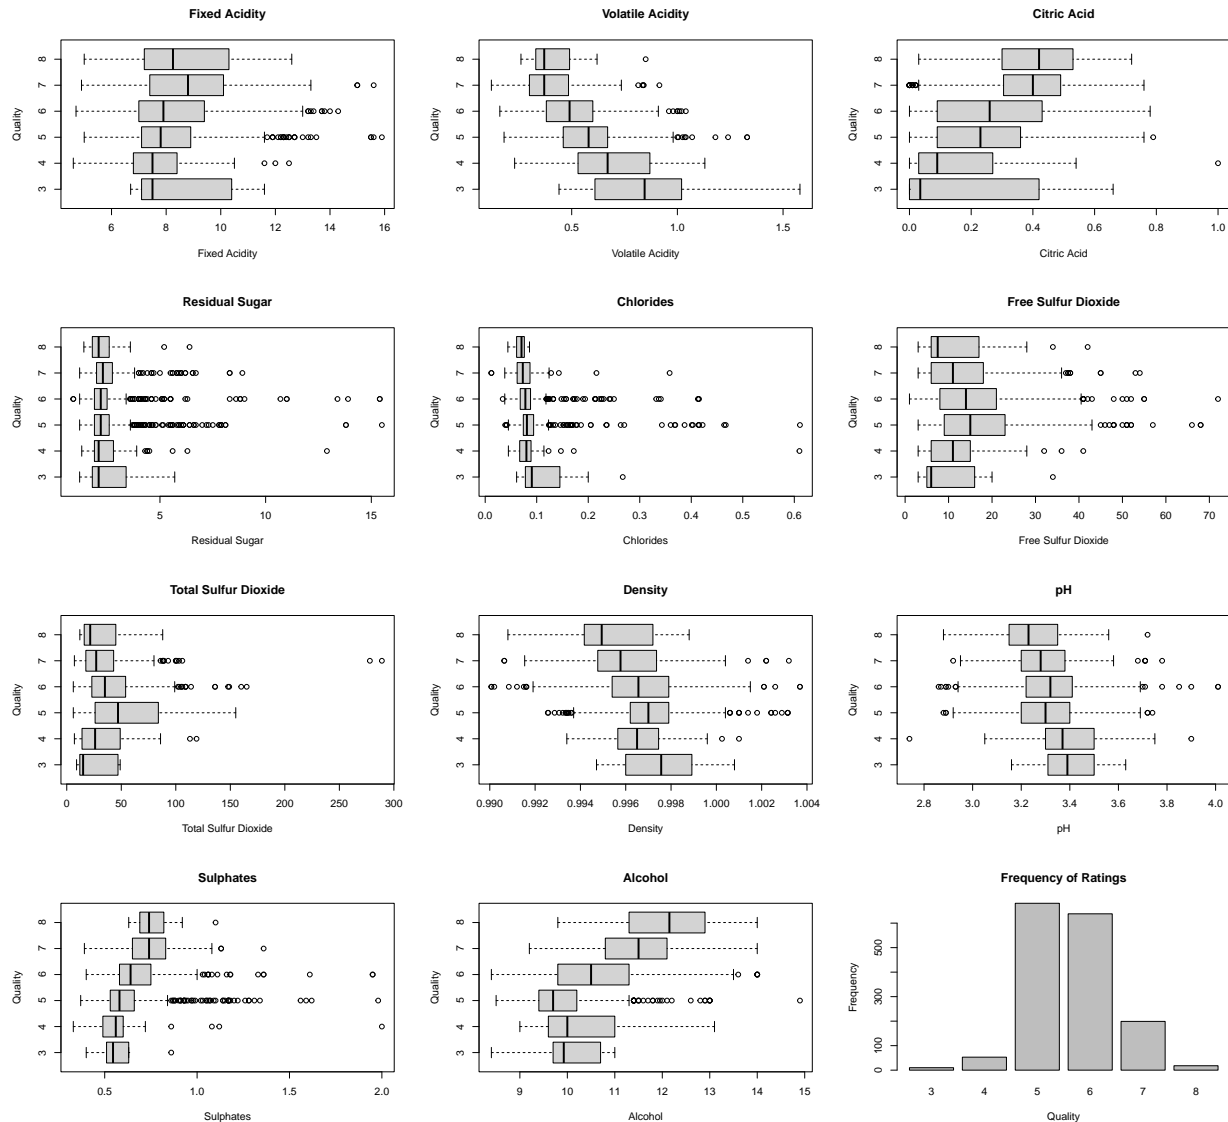 Fixed Acidity
Quality
8
7
6
5
4
3
6 8 10 12 14 16
Fixed Acidity
Volatile Acidity
Quality
8
7
6
5
4
3
0.5 1.0 1.5
Volatile Acidity
Citric Acid
Quality
8
7
6
5
4
3
0.0 0.2 0.4 0.6 0.8 1.0
Citric Acid
Residual Sugar
Quality
8
7
6
5
4
3
5 10 15
Residual Sugar
Chlorides
Quality
8
7
6
5
4
3
0.0 0.1 0.2 0.3 0.4 0.5 0.6
Chlorides
Free Sulfur Dioxide
Quality
8
7
6
5
4
3
0 10 20 30 40 50 60 70
Free Sulfur Dioxide
Total Sulfur Dioxide
Quality
8
7
6
5
4
3
0 50 100 150 200 250 300
Total Sulfur Dioxide
Density
Quality
8
7
6
5
4
3
0.990 0.992 0.994 0.996 0.998 1.000 1.002 1.004
Density
pH
Quality
8
7
6
5
4
3
2.8 3.0 3.2 3.4 3.6 3.8 4.0
pH
Sulphates
Quality
8
7
6
5
4
3
0.5 1.0 1.5 2.0
Sulphates
Alcohol
Quality
8
7
6
5
4
3
9 10 11 12 13 14 15
Alcohol
Frequency of Ratings
Frequency
500
300
100
0
3 4 5 6 7 8
Quality